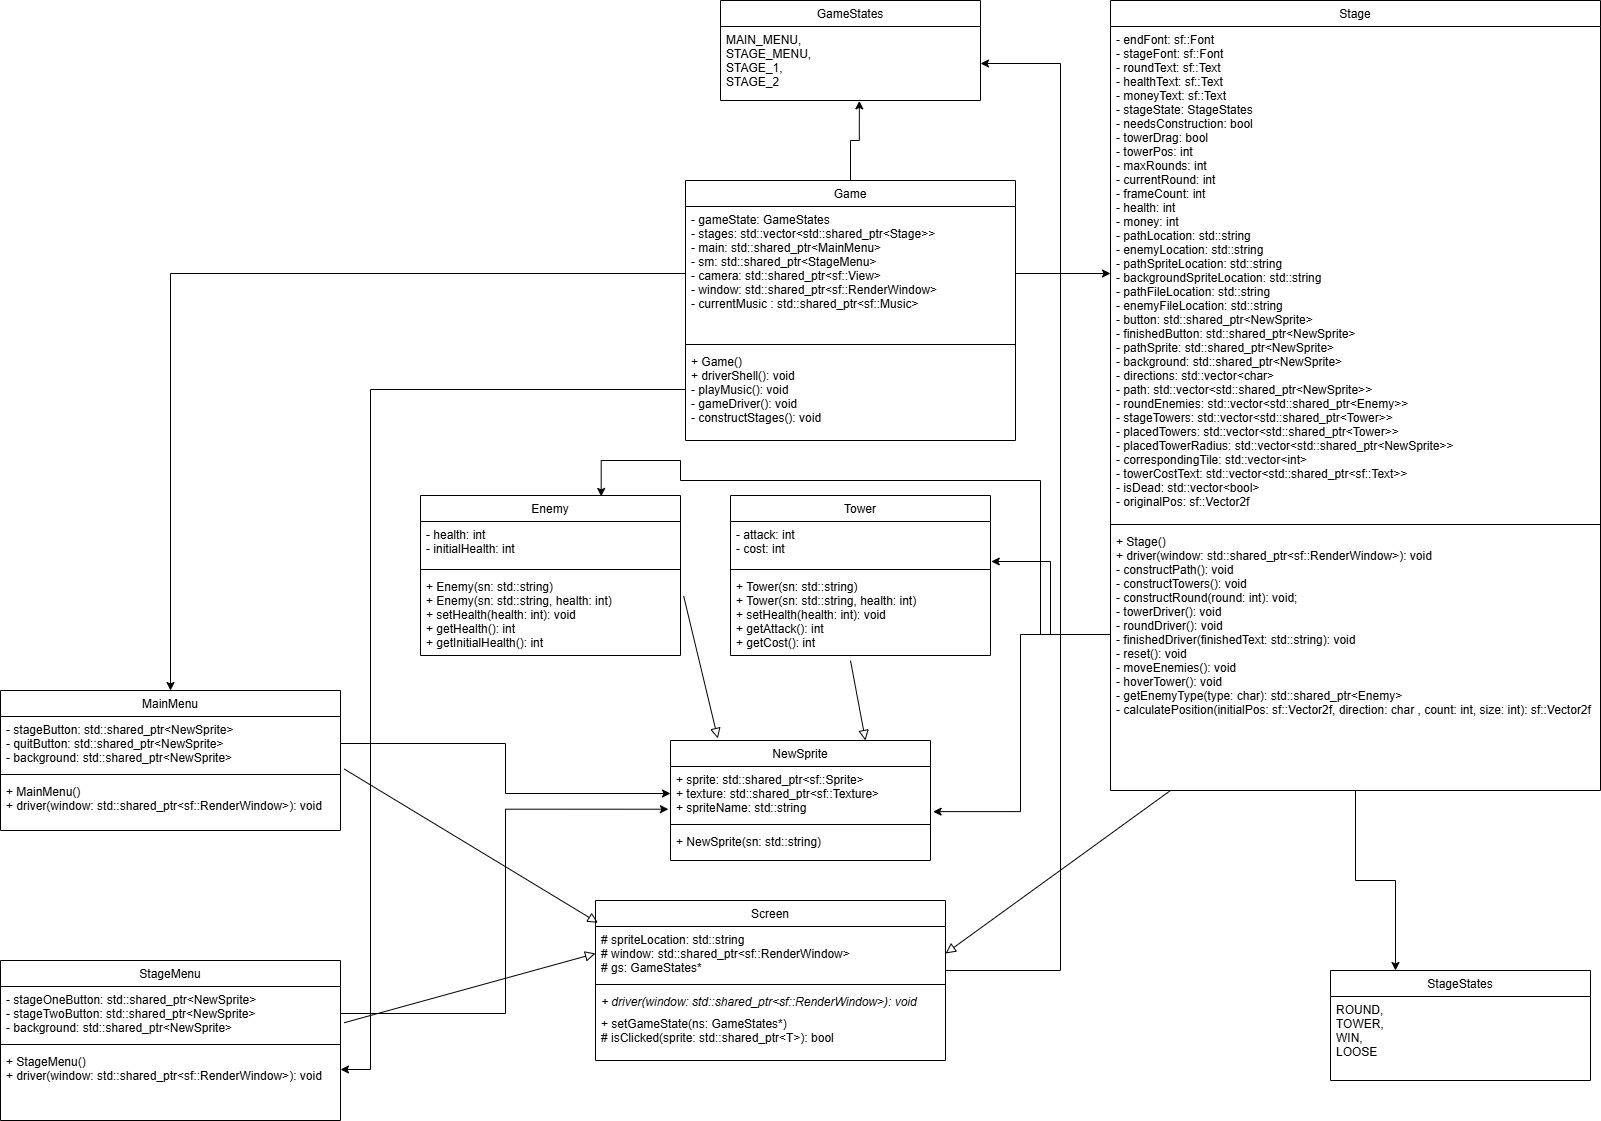 GameStates
MAIN_MENU,
STAGE_MENU,
STAGE_1,
STAGE_2
Stage
- endFont: sf::Font
- stageFont: sf::Font
- roundText: sf::Text
- healthText: sf::Text
- moneyText: sf::Text
- stageState: StageStates
- needsConstruction: bool
- towerDrag: bool
- towerPos: int
- maxRounds: int
- currentRound: int
- frameCount: int
- health: int
- money: int
- pathLocation: std::string
- enemyLocation: std::string
- pathSpriteLocation: std::string
- backgroundSpriteLocation: std::string
- pathFileLocation: std::string
- enemyFileLocation: std::string
- button: std::shared_ptr<NewSprite>
- finishedButton: std::shared_ptr<NewSprite>
- pathSprite: std::shared_ptr<NewSprite>
- background: std::shared_ptr<NewSprite>
- directions: std::vector<char>
- path: std::vector<std::shared_ptr<NewSprite>>
- roundEnemies: std::vector<std::shared_ptr<Enemy>>
- stageTowers: std::vector<std::shared_ptr<Tower>>
- placedTowers: std::vector<std::shared_ptr<Tower>>
- placedTowerRadius: std::vector<std::shared_ptr<NewSprite>>
- correspondingTile: std::vector<int>
- towerCostText: std::vector<std::shared_ptr<sf::Text>>
- isDead: std::vector<bool>
- originalPos: sf::Vector2f
+ Stage()
+ driver(window: std::shared_ptr<sf::RenderWindow>): void
- constructPath(): void
- constructTowers(): void
- constructRound(round: int): void;
- towerDriver(): void
- roundDriver(): void
- finishedDriver(finishedText: std::string): void
- reset(): void
- moveEnemies(): void
- hoverTower(): void
- getEnemyType(type: char): std::shared_ptr<Enemy>
- calculatePosition(initialPos: sf::Vector2f, direction: char , count: int, size: int): sf::Vector2f
Game
- gameState: GameStates
- stages: std::vector<std::shared_ptr<Stage>>
- main: std::shared_ptr<MainMenu>
- sm: std::shared_ptr<StageMenu>
- camera: std::shared_ptr<sf::View>
- window: std::shared_ptr<sf::RenderWindow>
- currentMusic : std::shared_ptr<sf::Music>
+ Game()
+ driverShell(): void
- playMusic(): void
- gameDriver(): void
- constructStages(): void
Enemy
- health: int
- initialHealth: int
+ Enemy(sn: std::string)
+ Enemy(sn: std::string, health: int)
+ setHealth(health: int): void
+ getHealth(): int
+ getInitialHealth(): int
Tower
- attack: int
- cost: int
+ Tower(sn: std::string)
+ Tower(sn: std::string, health: int)
+ setHealth(health: int): void
+ getAttack(): int
+ getCost(): int
MainMenu
- stageButton: std::shared_ptr<NewSprite>
- quitButton: std::shared_ptr<NewSprite>
- background: std::shared_ptr<NewSprite>
+ MainMenu()
+ driver(window: std::shared_ptr<sf::RenderWindow>): void
NewSprite
+ sprite: std::shared_ptr<sf::Sprite>
+ texture: std::shared_ptr<sf::Texture>
+ spriteName: std::string
+ NewSprite(sn: std::string)
Screen
# spriteLocation: std::string
# window: std::shared_ptr<sf::RenderWindow>
# gs: GameStates*
+ driver(window: std::shared_ptr<sf::RenderWindow>): void
+ setGameState(ns: GameStates*)
# isClicked(sprite: std::shared_ptr<T>): bool
StageMenu
- stageOneButton: std::shared_ptr<NewSprite>
- stageTwoButton: std::shared_ptr<NewSprite>
- background: std::shared_ptr<NewSprite>
+ StageMenu()
+ driver(window: std::shared_ptr<sf::RenderWindow>): void
StageStates
ROUND,
TOWER,
WIN,
LOOSE